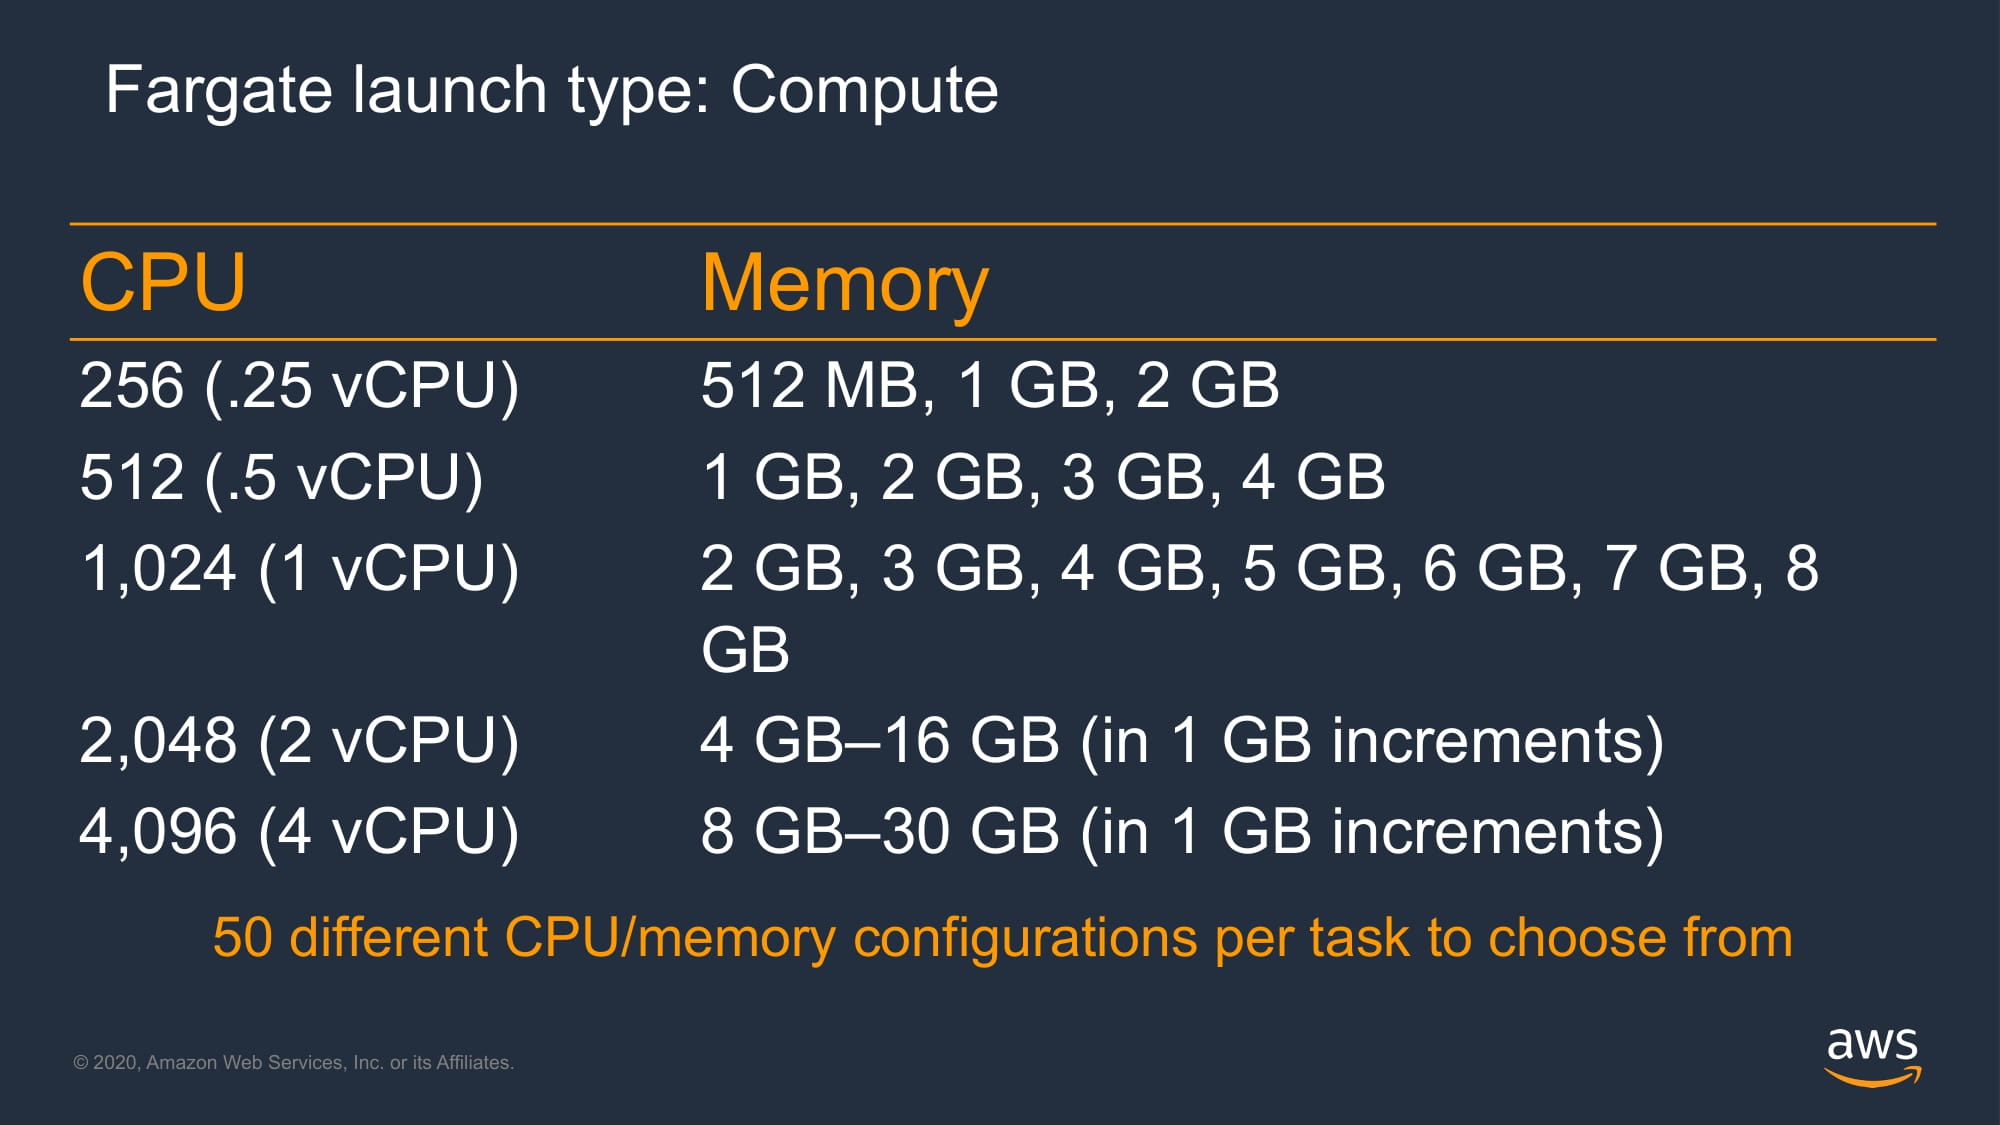 Fargate launch type: Compute
CPU Memory
256 (.25 vCPU) 512 MB, 1 GB, 2 GB
512 (.5 vCPU) 1 GB, 2 GB, 3 GB, 4 GB
1,024 (1 vCPU) 2 GB, 3 GB, 4 GB, 5 GB, 6 GB, 7 GB, 8
GB
2,048 (2 vCPU) 4 GB–16 GB (in 1 GB increments)
4,096 (4 vCPU) 8 GB–30 GB (in 1 GB increments)
50 different CPU/memory configurations per task to choose from
© 2020, Amazon Web Services, Inc. or its Affiliates.
aws